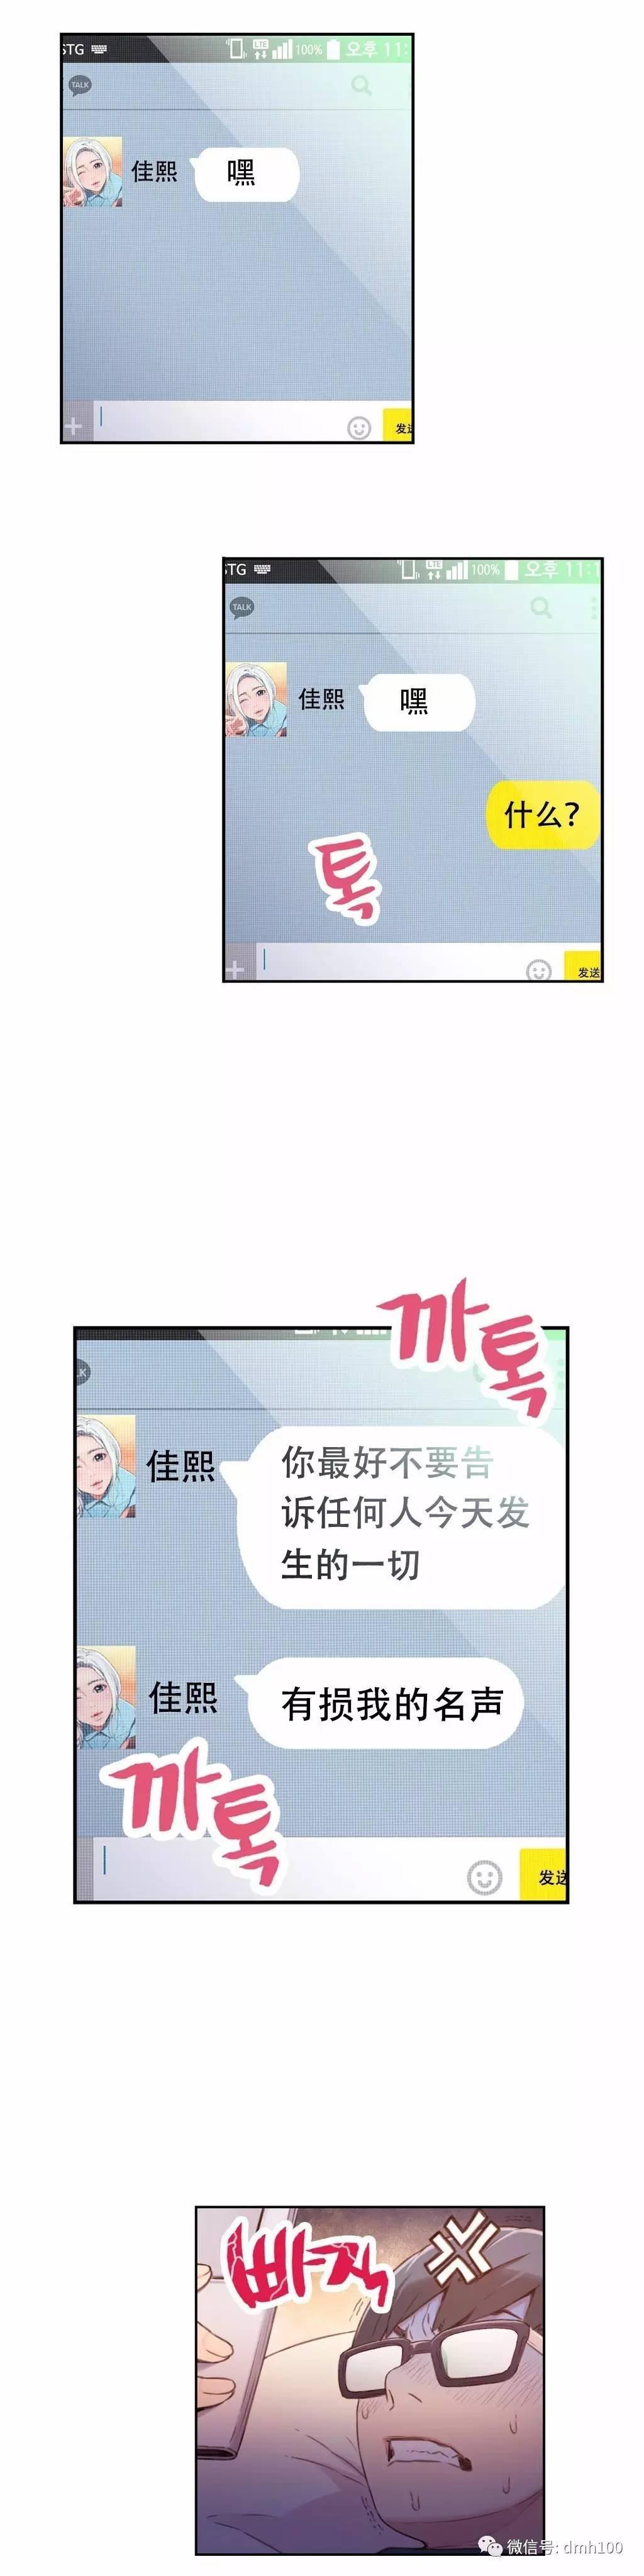 STG LTE 100% 오후 11:
TALK
佳熙 嘿
发送
STG LTE 100% 오후 11:1
TALK
佳熙 嘿
什么?
톡
发送
까톡
佳熙
你最好不要告
诉任何人今天发
生的一切
佳熙 有损我的名声
까톡
发送
빠직
微信号: dmh100